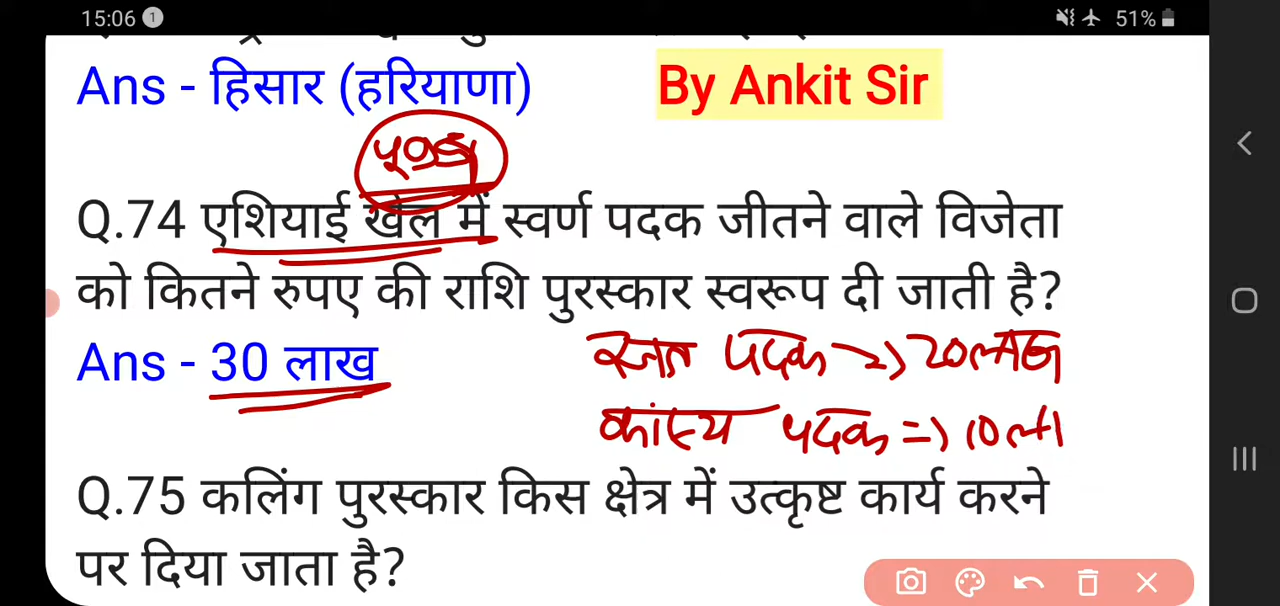 15:06 1 51%
Ans - हिसार (हरियाणा) By Ankit Sir
Q.74 एशियाई खेल में स्वर्ण पदक जीतने वाले विजेता
को कितने रुपए की राशि पुरस्कार स्वरूप दी जाती है?
रजत पदक => 20 लाख
Ans - 30 लाख
कांस्य पदक => 10 ला
Q.75 कलिंग पुरस्कार किस क्षेत्र में उत्कृष्ट कार्य करने
पर दिया जाता है?